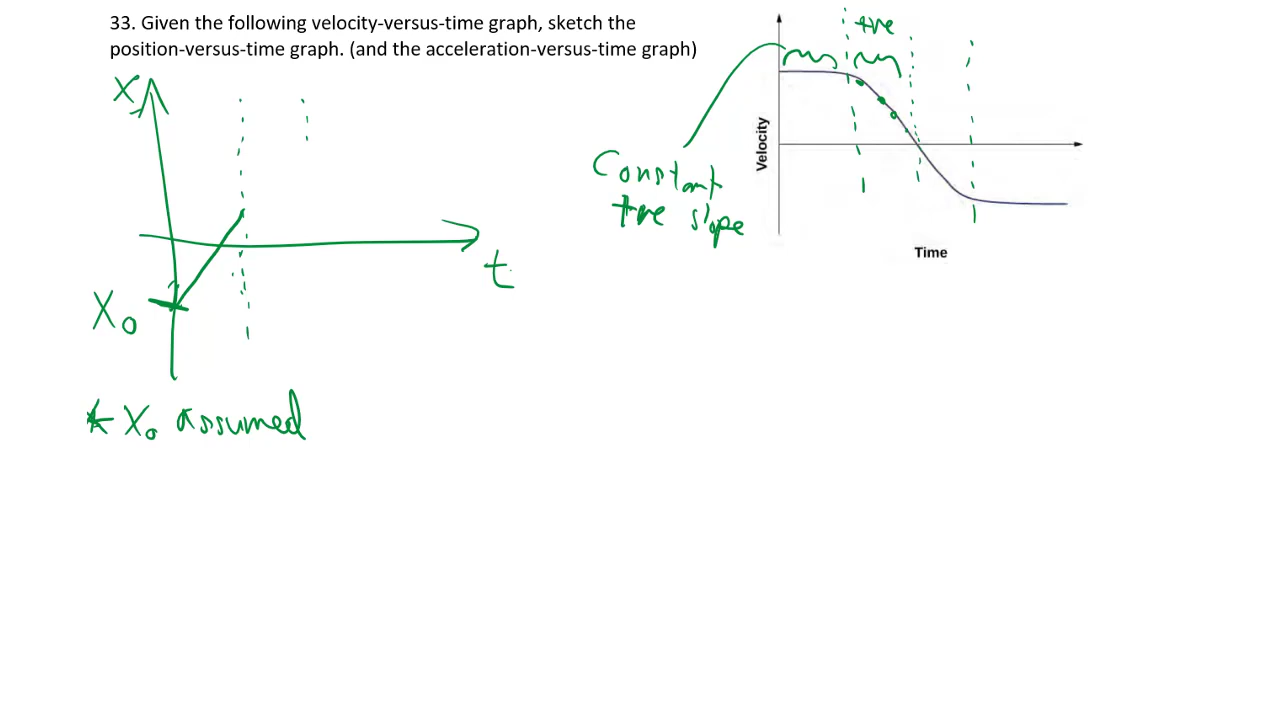 33. Given the following velocity-versus-time graph, sketch the
position-versus-time graph. (and the acceleration-versus-time graph)
+ve
X
Velocity
Constant
+ve slope
Time
t
X₀
* X₀ assumed